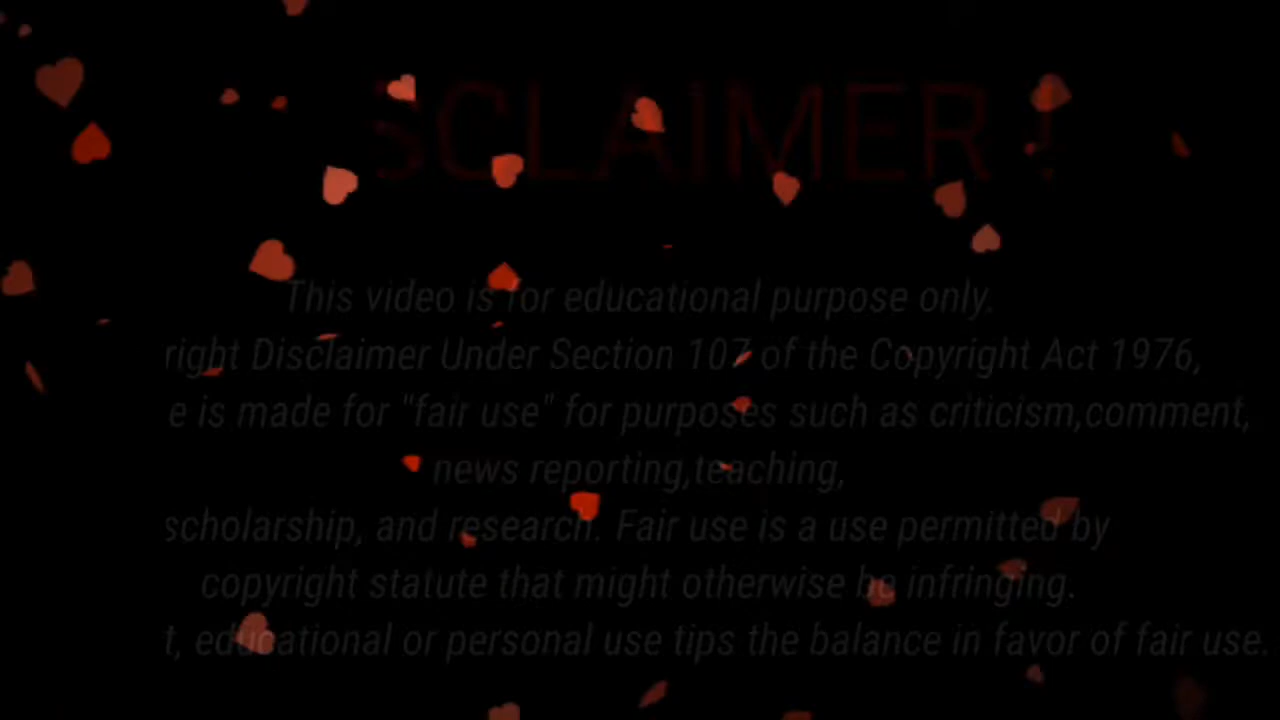 SCLAIMER !
This video is for educational purpose only.
right Disclaimer Under Section 107 of the Copyright Act 1976,
e is made for "fair use" for purposes such as criticism,comment,
news reporting,teaching,
scholarship, and research. Fair use is a use permitted by
copyright statute that might otherwise be infringing.
t, educational or personal use tips the balance in favor of fair use.